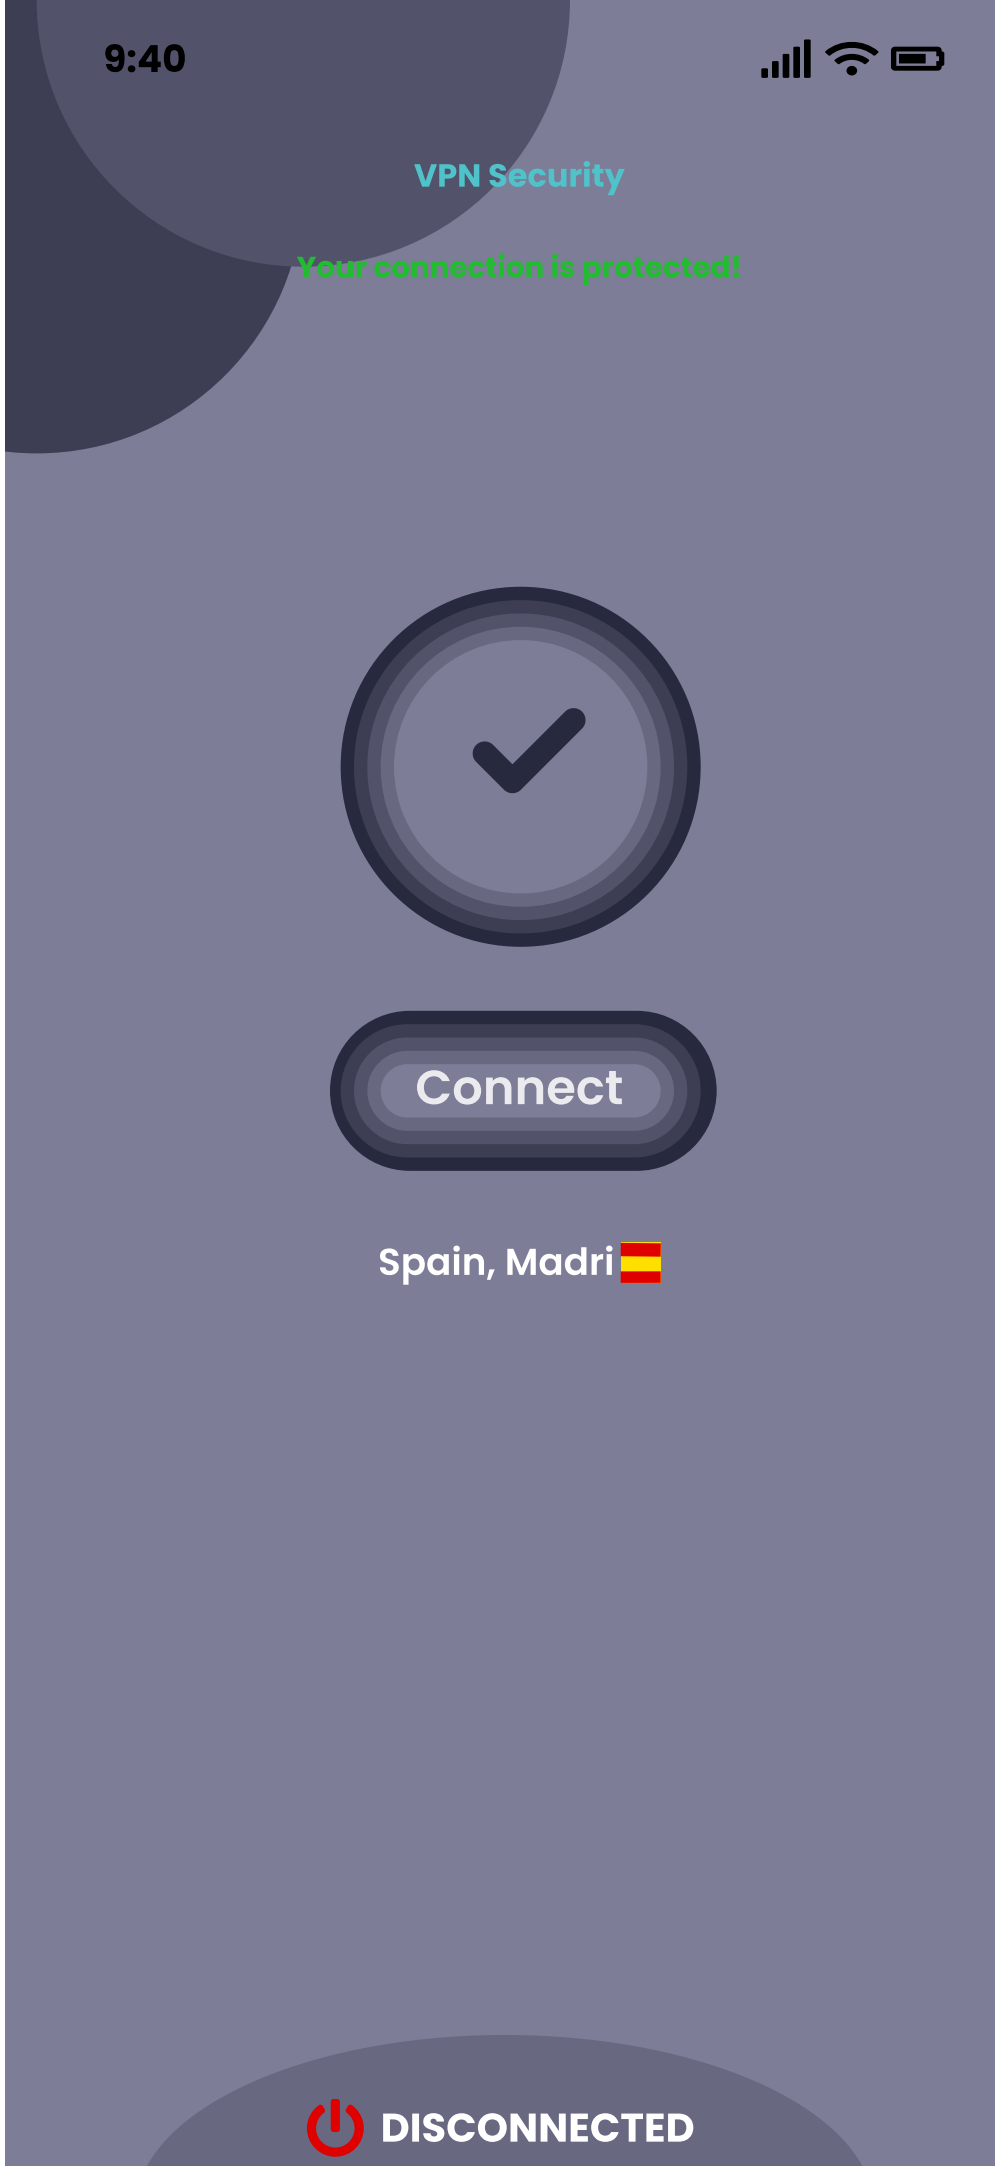 9:40
VPN Security
Your connection is protected!
Connect
Spain, Madri
DISCONNECTED